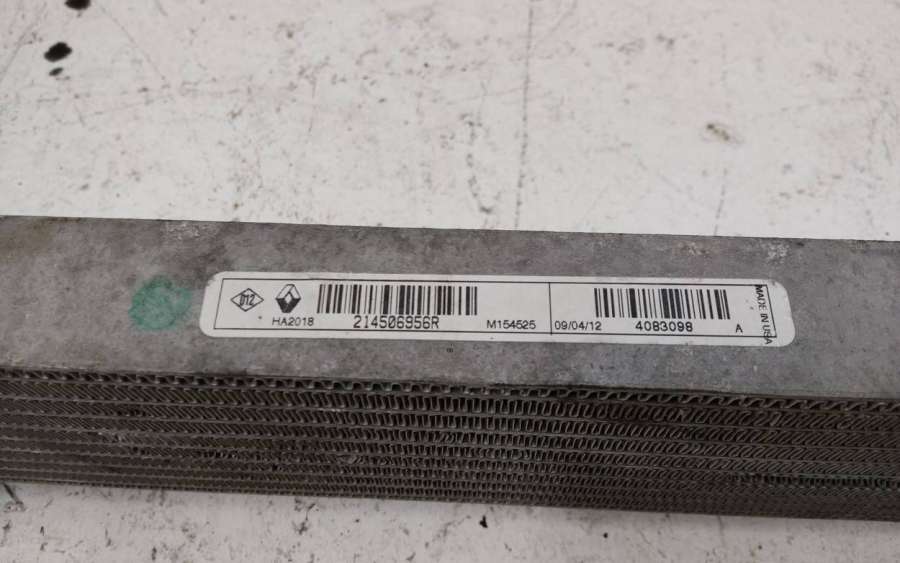 D12
HA2018
214506956R
M154525
09/04/12
4083098
A
MADE IN USA